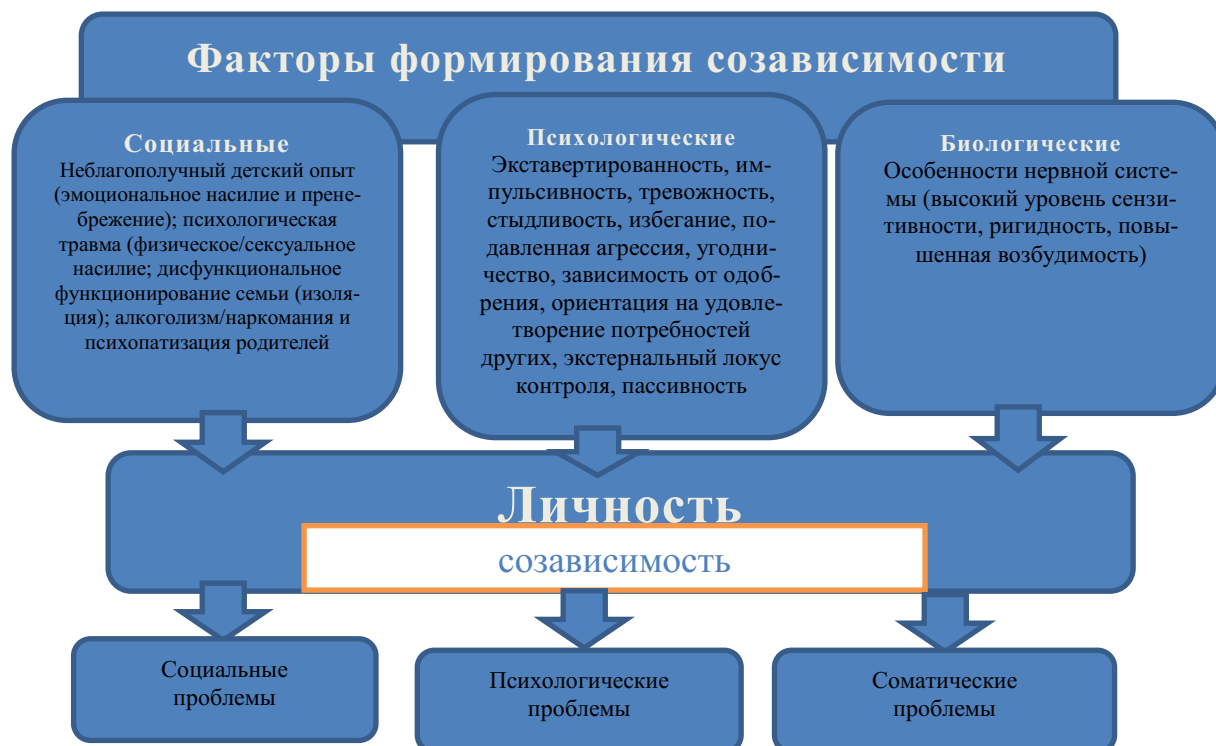 Факторы формирования созависимости
Социальные
Неблагополучный детский опыт
(эмоциональное насилие и прене-
брежение); психологическая
травма (физическое/сексуальное
насилие; дисфункциональное
функционирование семьи (изоля-
ция); алкоголизм/наркомания и
психопатизация родителей
Психологические
Экставертированность, им-
пульсивность, тревожность,
стыдливость, избегание, по-
давленная агрессия, угодни-
чество, зависимость от одоб-
рения, ориентация на удовле-
творение потребностей
других, экстернальный локус
контроля, пассивность
Биологические
Особенности нервной систе-
мы (высокий уровень сензи-
тивности, ригидность, повы-
шенная возбудимость)
Личность
созависимость
Социальные
проблемы
Психологические
проблемы
Соматические
проблемы